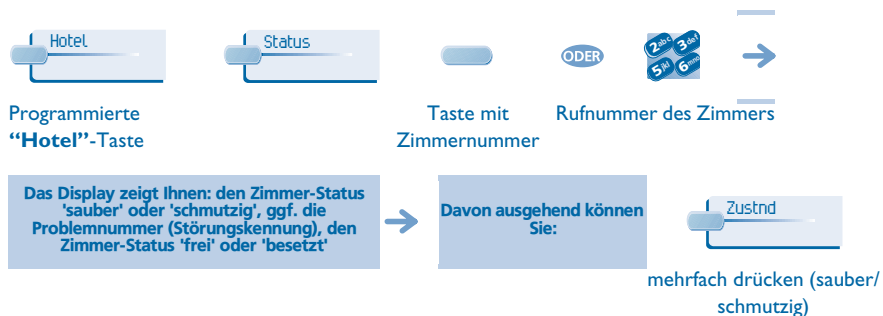 Hotel
Status
ODER
2abc 3def
5jkl 6mno
Programmierte
“Hotel”-Taste
Taste mit
Zimmernummer
Rufnummer des Zimmers
Das Display zeigt Ihnen: den Zimmer-Status
'sauber' oder 'schmutzig', ggf. die
Problemnummer (Störungskennung), den
Zimmer-Status 'frei' oder 'besetzt'
Davon ausgehend können
Sie:
Zustnd
mehrfach drücken (sauber/
schmutzig)